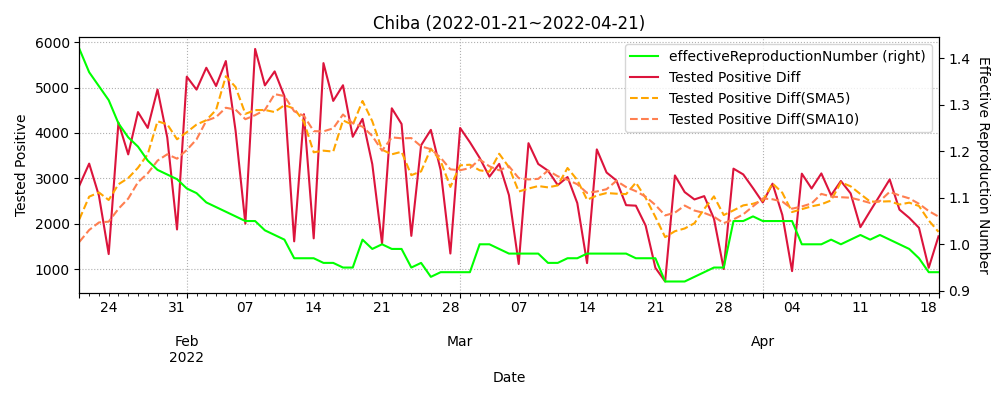 Chiba (2022-01-21~2022-04-21)
effectiveReproductionNumber (right)
Tested Positive Diff
Tested Positive Diff(SMA5)
Tested Positive Diff(SMA10)
Tested Positive
6000
5000
4000
3000
2000
1000
Effective Reproduction Number
1.4
1.3
1.2
1.1
1.0
0.9
24 31 07 14 21 28 07 14 21 28 04 11 18
Feb Mar Apr
2022
Date